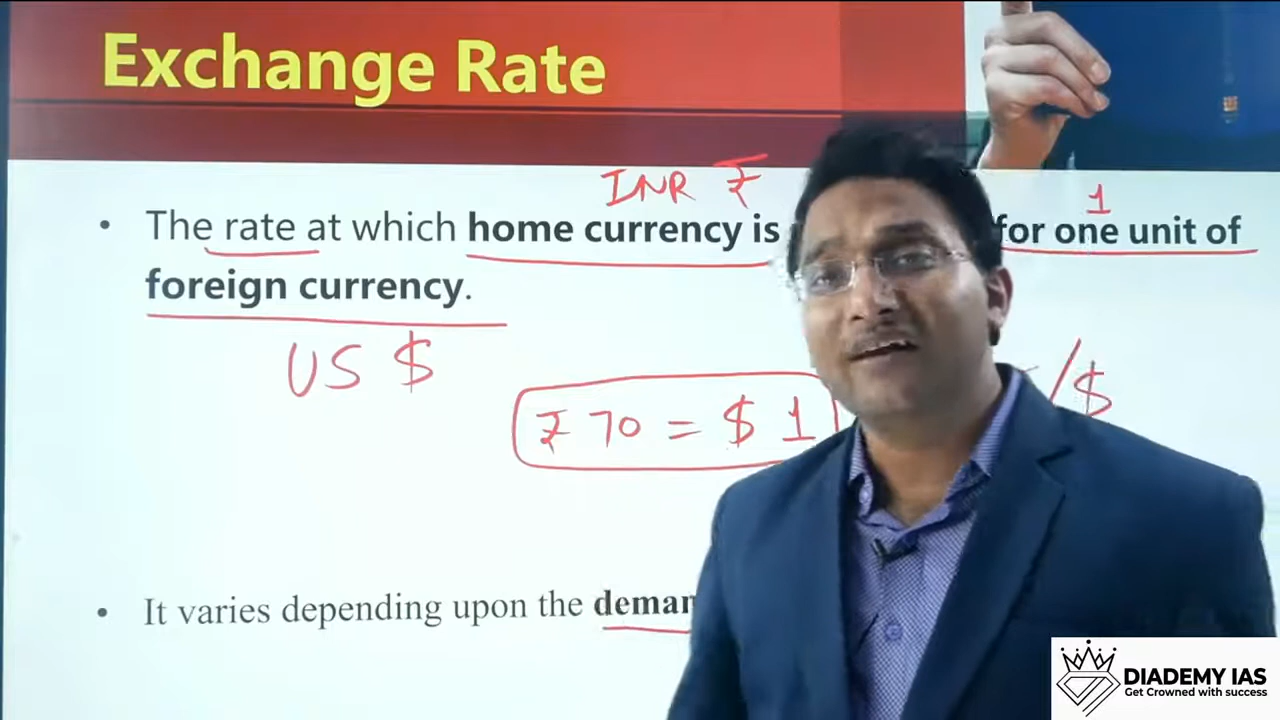 Exchange Rate
INR ₹
1
• The rate at which home currency is for one unit of
foreign currency.
US $
₹ 70 = $ 1
/$
• It varies depending upon the
DIADEMY IAS
Get Crowned with success